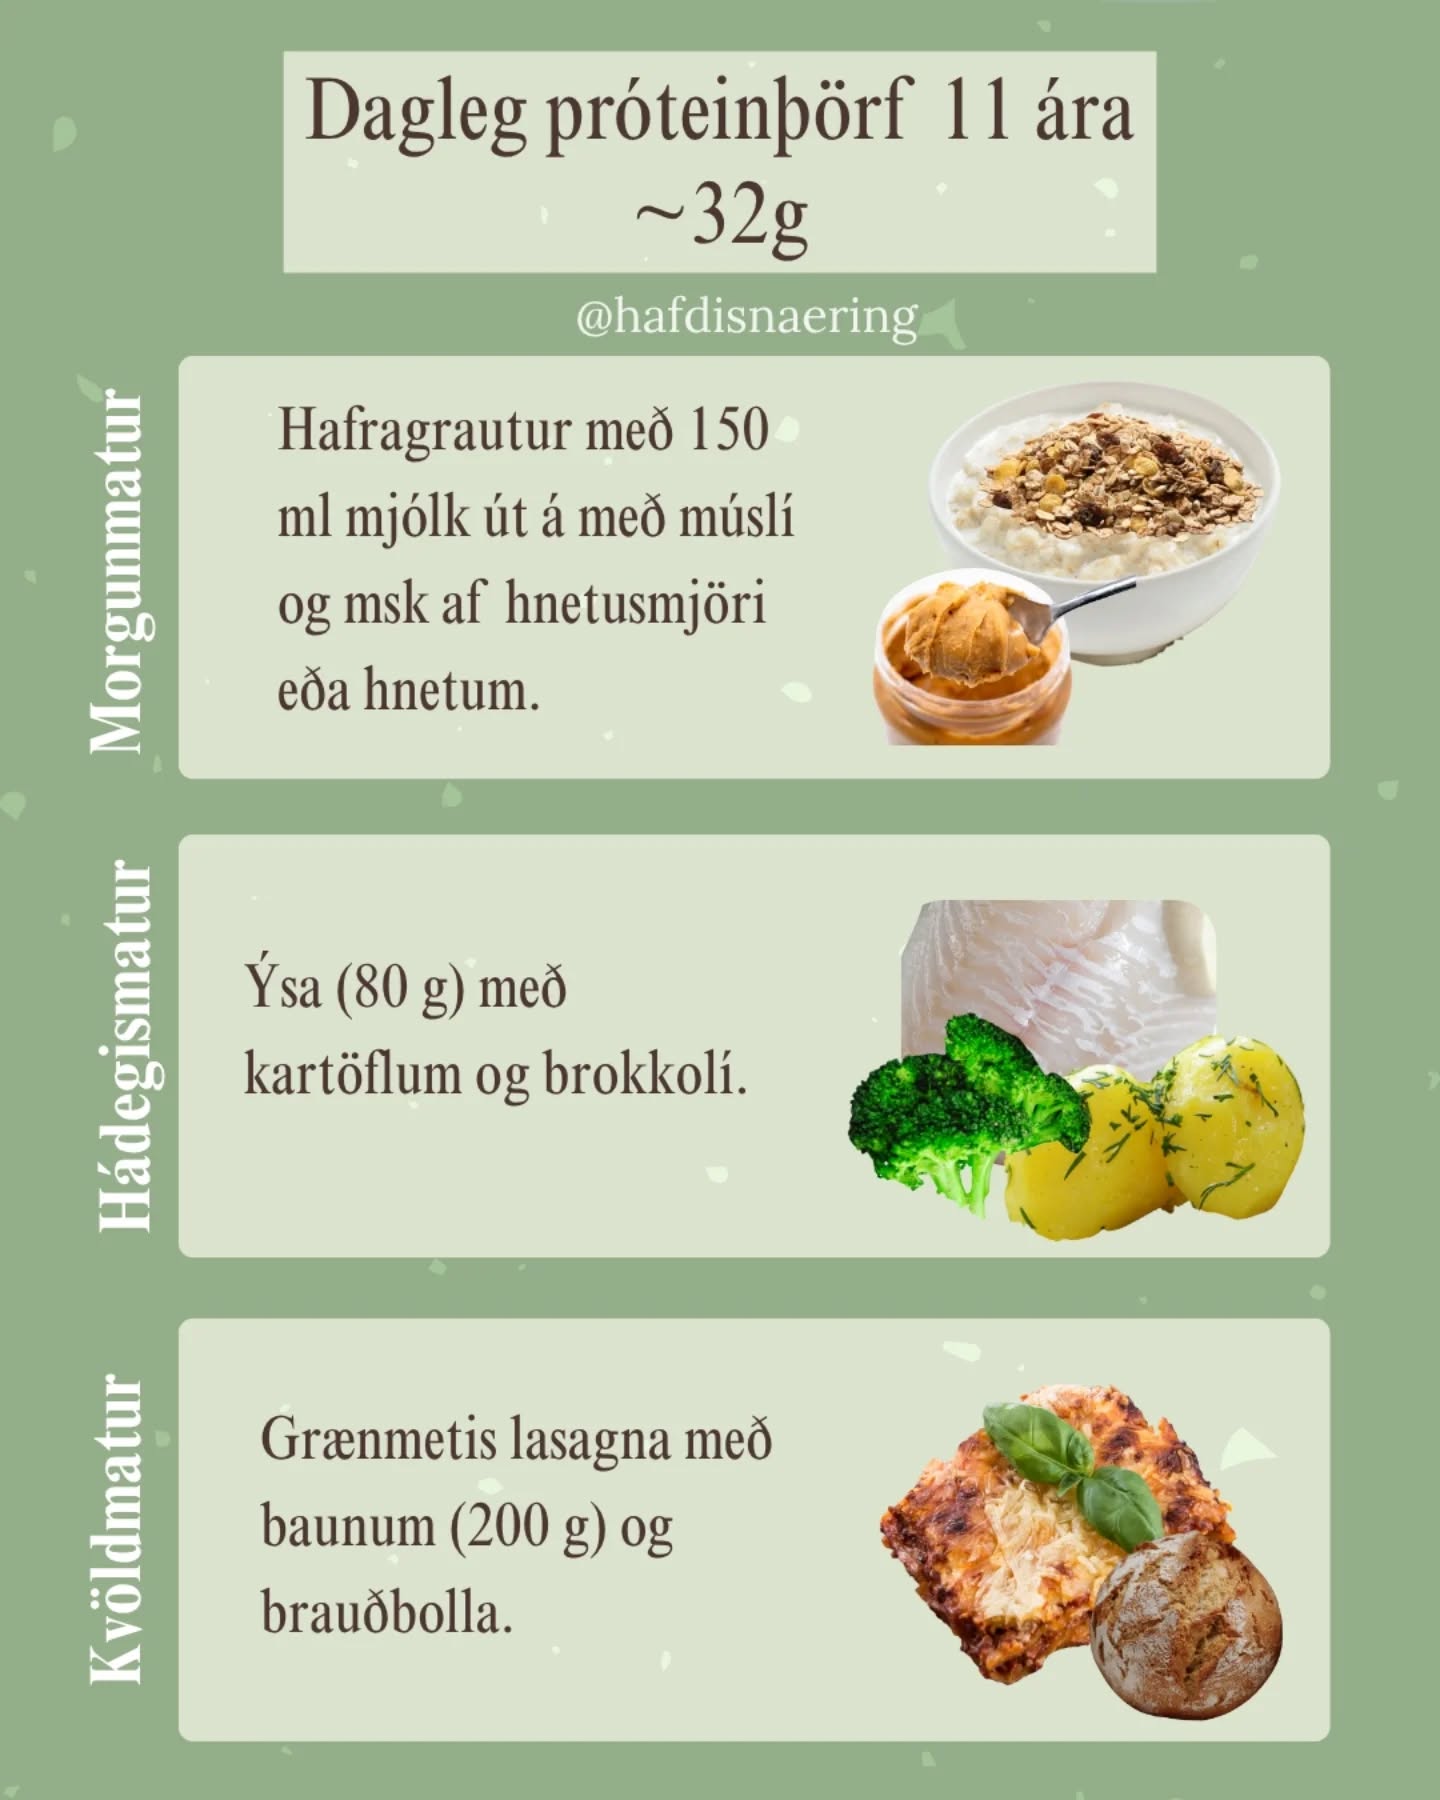 Dagleg próteinþörf 11 ára
~32g
@hafdisnaering
Morgunmatur
Hafragrautur með 150
ml mjólk út á með múslí
og msk af hnetusmjöri
eða hnetum.
Hádegismatur
Ýsa (80 g) með
kartöflum og brokkolí.
Kvöldmatur
Grænmetis lasagna með
baunum (200 g) og
brauðbolla.